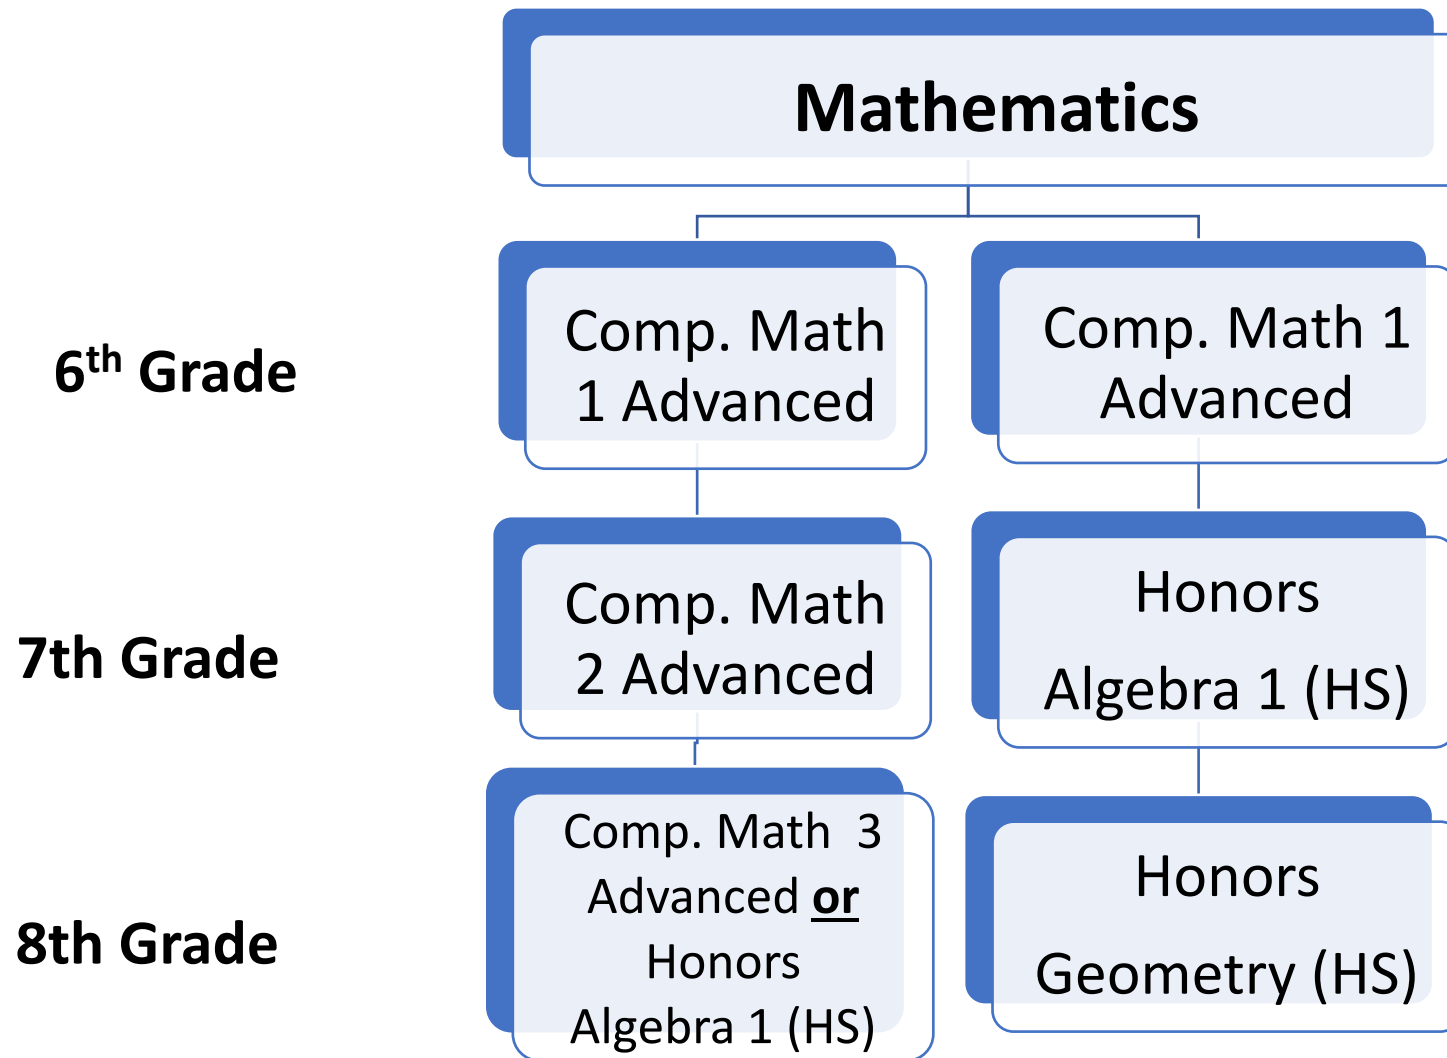 Mathematics
6th Grade
Comp. Math
1 Advanced
Comp. Math 1
Advanced
7th Grade
Comp. Math
2 Advanced
Honors
Algebra 1 (HS)
8th Grade
Comp. Math  3
Advanced or
Honors
Algebra 1 (HS)
Honors
Geometry (HS)